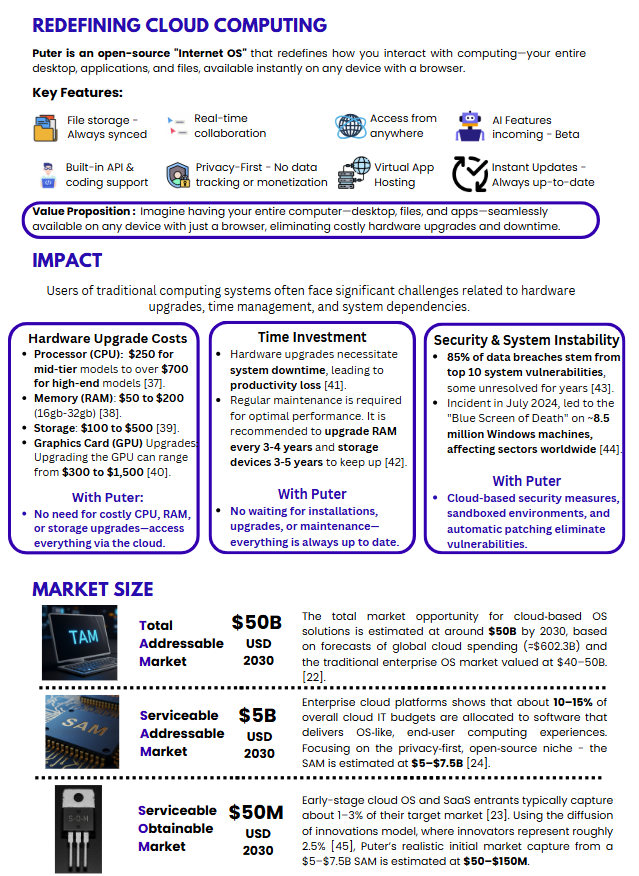 REDEFINING CLOUD COMPUTING
Puter is an open-source "Internet OS" that redefines how you interact with computing—your entire
desktop, applications, and files, available instantly on any device with a browser.
Key Features:
File storage -
Always synced
Real-time
collaboration
Access from
anywhere
AI Features
incoming - Beta
Built-in API &
coding support
Privacy-First - No data
tracking or monetization
Virtual App
Hosting
Instant Updates -
Always up-to-date
Value Proposition : Imagine having your entire computer—desktop, files, and apps—seamlessly
available on any device with just a browser, eliminating costly hardware upgrades and downtime.
IMPACT
Users of traditional computing systems often face significant challenges related to hardware
upgrades, time management, and system dependencies.
Hardware Upgrade Costs
• Processor (CPU): $250 for
mid-tier models to over $700
for high-end models [37].
• Memory (RAM): $50 to $200
(16gb-32gb) [38].
• Storage: $100 to $500 [39].
• Graphics Card (GPU) Upgrades:
Upgrading the GPU can range
from $300 to $1,500 [40].
With Puter:
• No need for costly CPU, RAM,
or storage upgrades—access
everything via the cloud.
Time Investment
• Hardware upgrades necessitate
system downtime, leading to
productivity loss [41].
• Regular maintenance is required
for optimal performance. It is
recommended to upgrade RAM
every 3-4 years and storage
devices 3-5 years to keep up [42].
With Puter
• No waiting for installations,
upgrades, or maintenance—
everything is always up to date.
Security & System Instability
• 85% of data breaches stem from
top 10 system vulnerabilities,
some unresolved for years [43].
• Incident in July 2024, led to the
"Blue Screen of Death" on ~8.5
million Windows machines,
affecting sectors worldwide [44].
With Puter
• Cloud-based security measures,
sandboxed environments, and
automatic patching eliminate
vulnerabilities.
MARKET SIZE
TAM
Total
Addressable
Market
$50B
USD
2030
The total market opportunity for cloud-based OS
solutions is estimated at around $50B by 2030, based
on forecasts of global cloud spending (≈$602.3B) and
the traditional enterprise OS market valued at $40–50B.
[22].
SAM
Serviceable
Addressable
Market
$5B
USD
2030
Enterprise cloud platforms shows that about 10–15% of
overall cloud IT budgets are allocated to software that
delivers OS-like, end-user computing experiences.
Focusing on the privacy-first, open-source niche - the
SAM is estimated at $5–$7.5B [24].
Serviceable
Obtainable
Market
$50M
USD
2030
Early-stage cloud OS and SaaS entrants typically capture
about 1–3% of their target market [23]. Using the diffusion
of innovations model, where innovators represent roughly
2.5% [45], Puter's realistic initial market capture from a
$5–$7.5B SAM is estimated at $50–$150M.